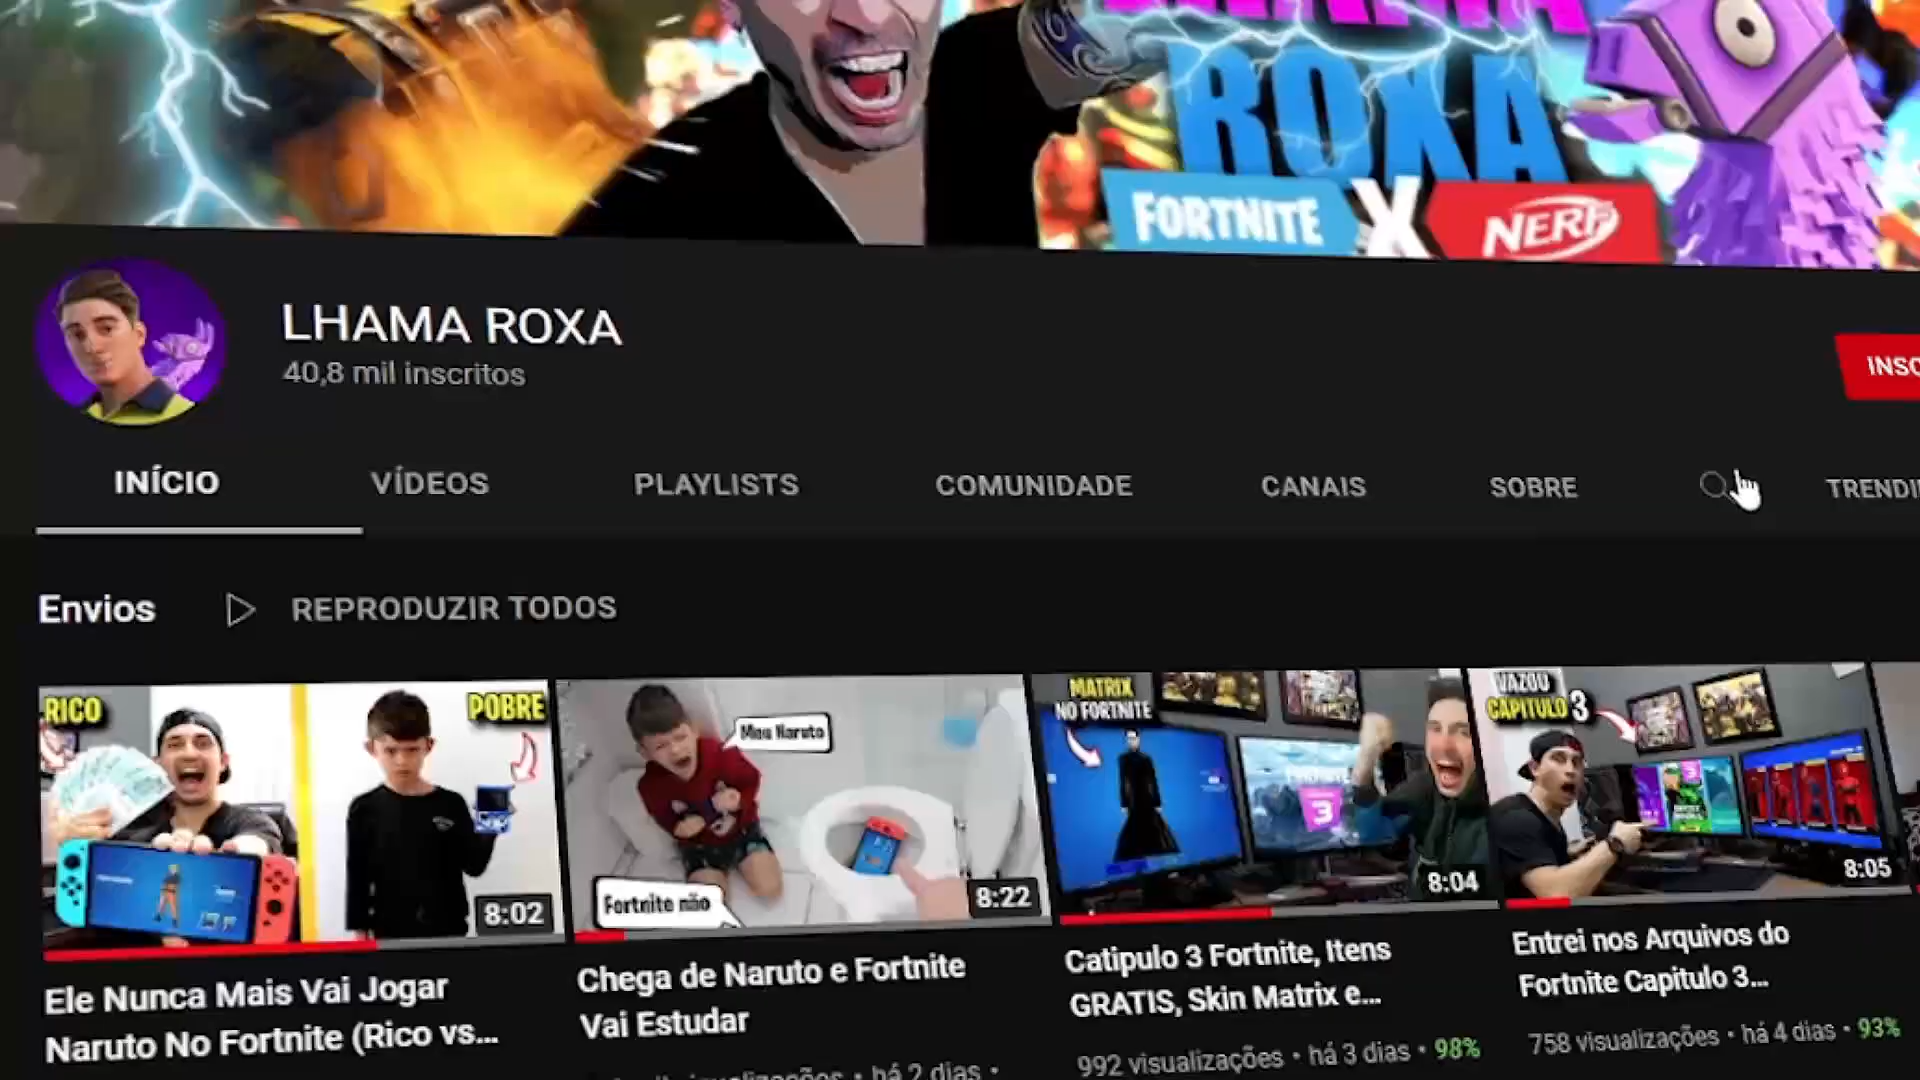 ROXA
FORTNITE X NERF
LHAMA ROXA
40,8 mil inscritos
INÍCIO VÍDEOS PLAYLISTS COMUNIDADE CANAIS SOBRE
Envios REPRODUZIR TODOS
RICO POBRE
8:02
Meu Naruto
Fortnite não
8:22
MATRIX
NO FORTNITE
3
8:04
VAZOU
CAPITULO 3
8:05
Ele Nunca Mais Vai Jogar
Naruto No Fortnite (Rico vs...
Chega de Naruto e Fortnite
Vai Estudar
há 2 dias •
Catipulo 3 Fortnite, Itens
GRATIS, Skin Matrix e...
992 visualizações • há 3 dias • 98%
Entrei nos Arquivos do
Fortnite Capitulo 3...
758 visualizações • há 4 dias • 93%